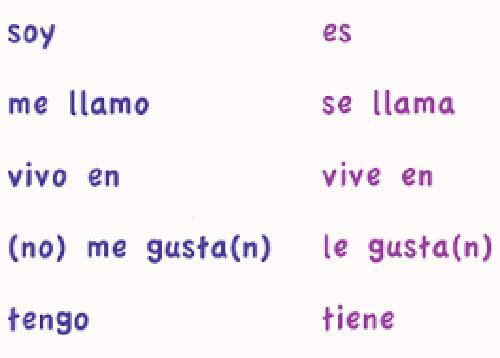 soy es
me llamo se llama
vivo en vive en
(no) me gusta(n) le gusta(n)
tengo tiene